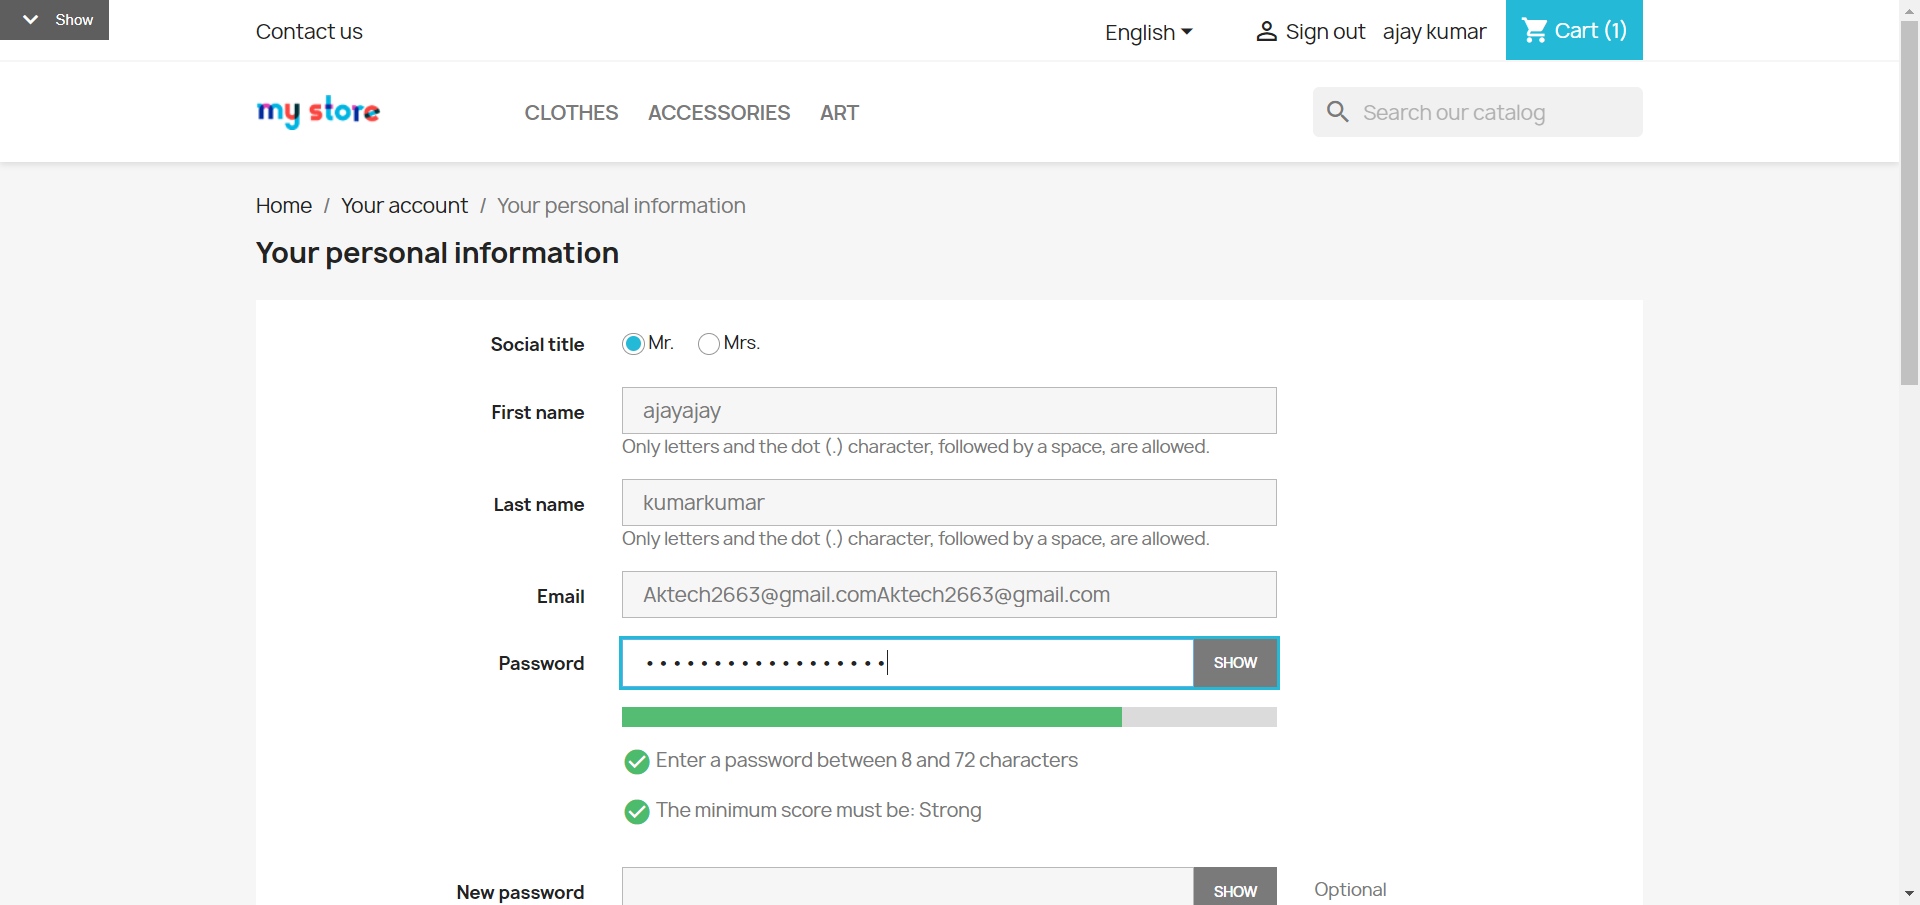 Show
Contact us
English
Sign out
ajay kumar
Cart (1)
my store
CLOTHES
ACCESSORIES
ART
Search our catalog
Home / Your account / Your personal information
Your personal information
Social title
Mr.
Mrs.
First name
ajayajay
Only letters and the dot (.) character, followed by a space, are allowed.
Last name
kumarkumar
Only letters and the dot (.) character, followed by a space, are allowed.
Email
Aktech2663@gmail.comAktech2663@gmail.com
Password
••••••••••••••••••
SHOW
Enter a password between 8 and 72 characters
The minimum score must be: Strong
New password
SHOW
Optional